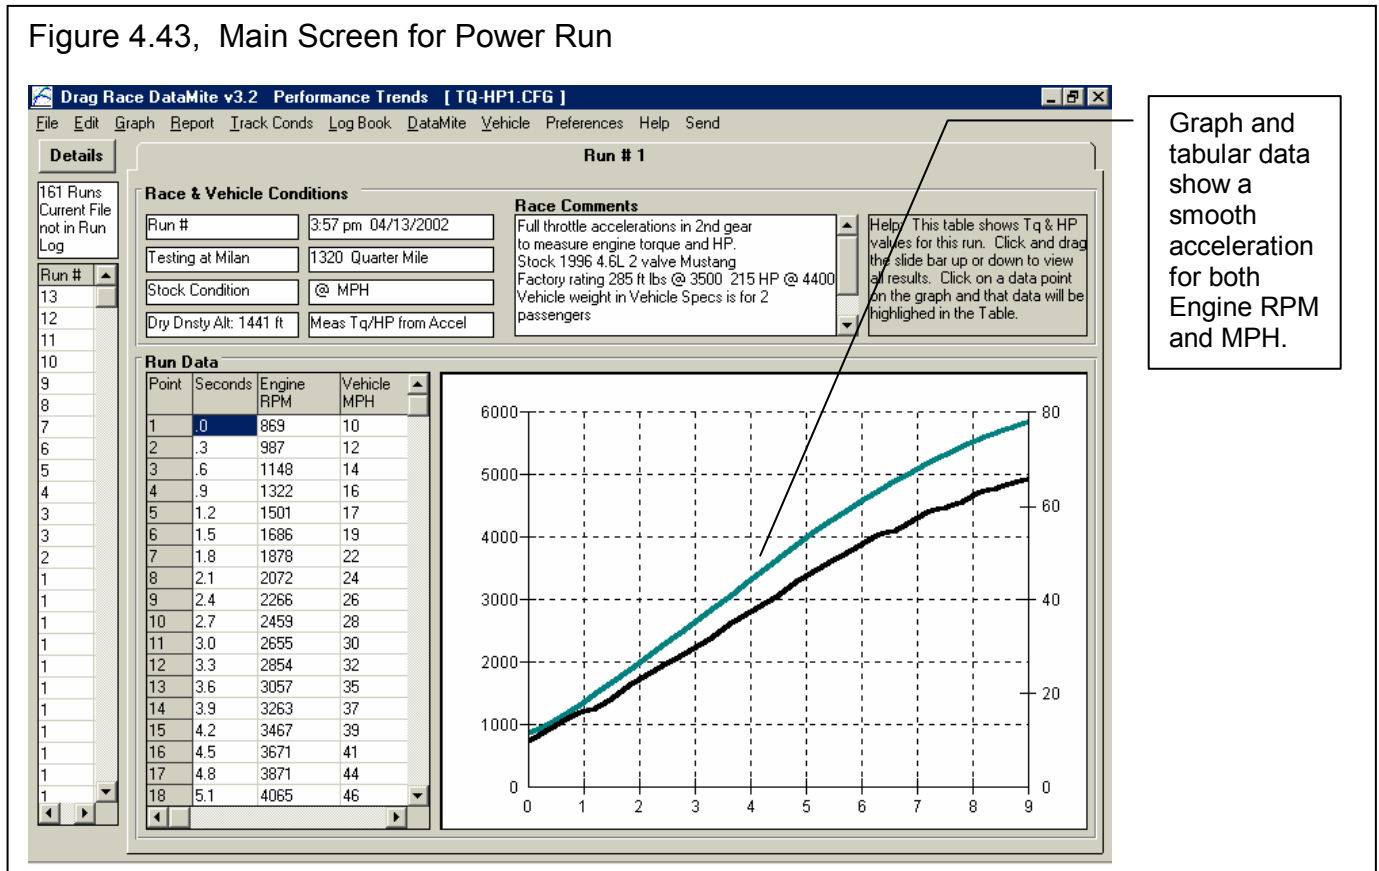 Figure 4.43, Main Screen for Power Run
Drag Race DataMite v3.2 Performance Trends [ TQ-HP1.CFG ]
File Edit Graph Report Track Conds Log Book DataMite Vehicle Preferences Help Send
Details
Run # 1
161 Runs
Current File
not in Run
Log
Run #
13
12
11
10
9
8
7
6
5
4
3
3
2
1
1
1
1
1
1
1
1
1
1
1
Race & Vehicle Conditions
Run #
3:57 pm 04/13/2002
Testing at Milan
1320 Quarter Mile
Stock Condition
@ MPH
Dry Dnsty Alt: 1441 ft
Meas Tq/HP from Accel
Race Comments
Full throttle accelerations in 2nd gear
to measure engine torque and HP.
Stock 1996 4.6L 2 valve Mustang
Factory rating 285 ft lbs @ 3500 215 HP @ 4400
Vehicle weight in Vehicle Specs is for 2
passengers
Help: This table shows Tq & HP
values for this run. Click and drag
the slide bar up or down to view
all results. Click on a data point
on the graph and that data will be
highlighed in the Table.
Run Data
Point Seconds Engine RPM Vehicle MPH
1 .0 869 10
2 .3 987 12
3 .6 1148 14
4 .9 1322 16
5 1.2 1501 17
6 1.5 1686 19
7 1.8 1878 22
8 2.1 2072 24
9 2.4 2266 26
10 2.7 2459 28
11 3.0 2655 30
12 3.3 2854 32
13 3.6 3057 35
14 3.9 3263 37
15 4.2 3467 39
16 4.5 3671 41
17 4.8 3871 44
18 5.1 4065 46
6000
5000
4000
3000
2000
1000
0
80
60
40
20
0
0 1 2 3 4 5 6 7 8 9
Graph and
tabular data
show a
smooth
acceleration
for both
Engine RPM
and MPH.